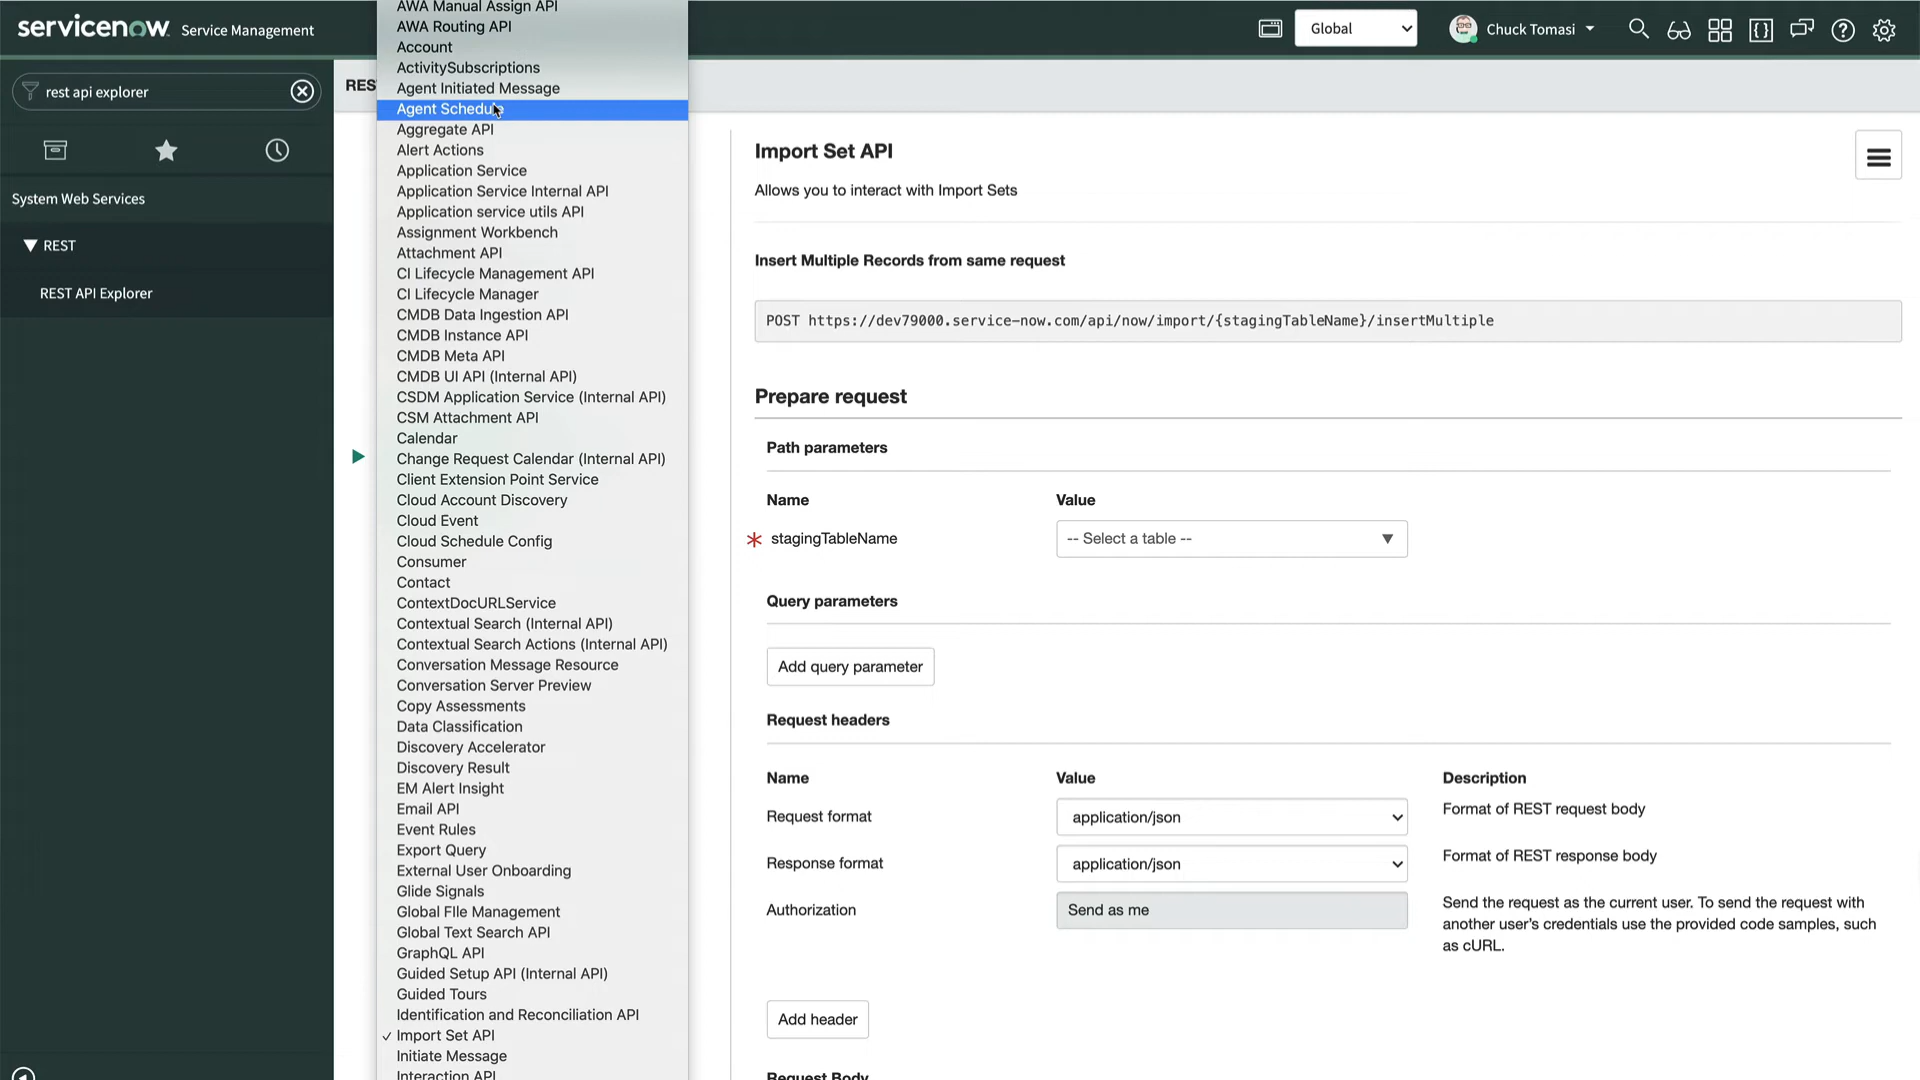 servicenow Service Management
Global
Chuck Tomasi
rest api explorer
System Web Services
REST
REST API Explorer
RES
AWA Manual Assign API
AWA Routing API
Account
ActivitySubscriptions
Agent Initiated Message
Agent Schedule
Aggregate API
Alert Actions
Application Service
Application Service Internal API
Application service utils API
Assignment Workbench
Attachment API
CI Lifecycle Management API
CI Lifecycle Manager
CMDB Data Ingestion API
CMDB Instance API
CMDB Meta API
CMDB UI API (Internal API)
CSDM Application Service (Internal API)
CSM Attachment API
Calendar
Change Request Calendar (Internal API)
Client Extension Point Service
Cloud Account Discovery
Cloud Event
Cloud Schedule Config
Consumer
Contact
ContextDocURLService
Contextual Search (Internal API)
Contextual Search Actions (Internal API)
Conversation Message Resource
Conversation Server Preview
Copy Assessments
Data Classification
Discovery Accelerator
Discovery Result
EM Alert Insight
Email API
Event Rules
Export Query
External User Onboarding
Glide Signals
Global FIle Management
Global Text Search API
GraphQL API
Guided Setup API (Internal API)
Guided Tours
Identification and Reconciliation API
✓ Import Set API
Initiate Message
Interaction API
Import Set API
Allows you to interact with Import Sets
Insert Multiple Records from same request
POST https://dev79000.service-now.com/api/now/import/{stagingTableName}/insertMultiple
Prepare request
Path parameters
Name Value
* stagingTableName -- Select a table --
Query parameters
Add query parameter
Request headers
Name Value Description
Request format application/json Format of REST request body
Response format application/json Format of REST response body
Authorization Send as me Send the request as the current user. To send the request with
another user's credentials use the provided code samples, such
as cURL.
Add header
Request Body